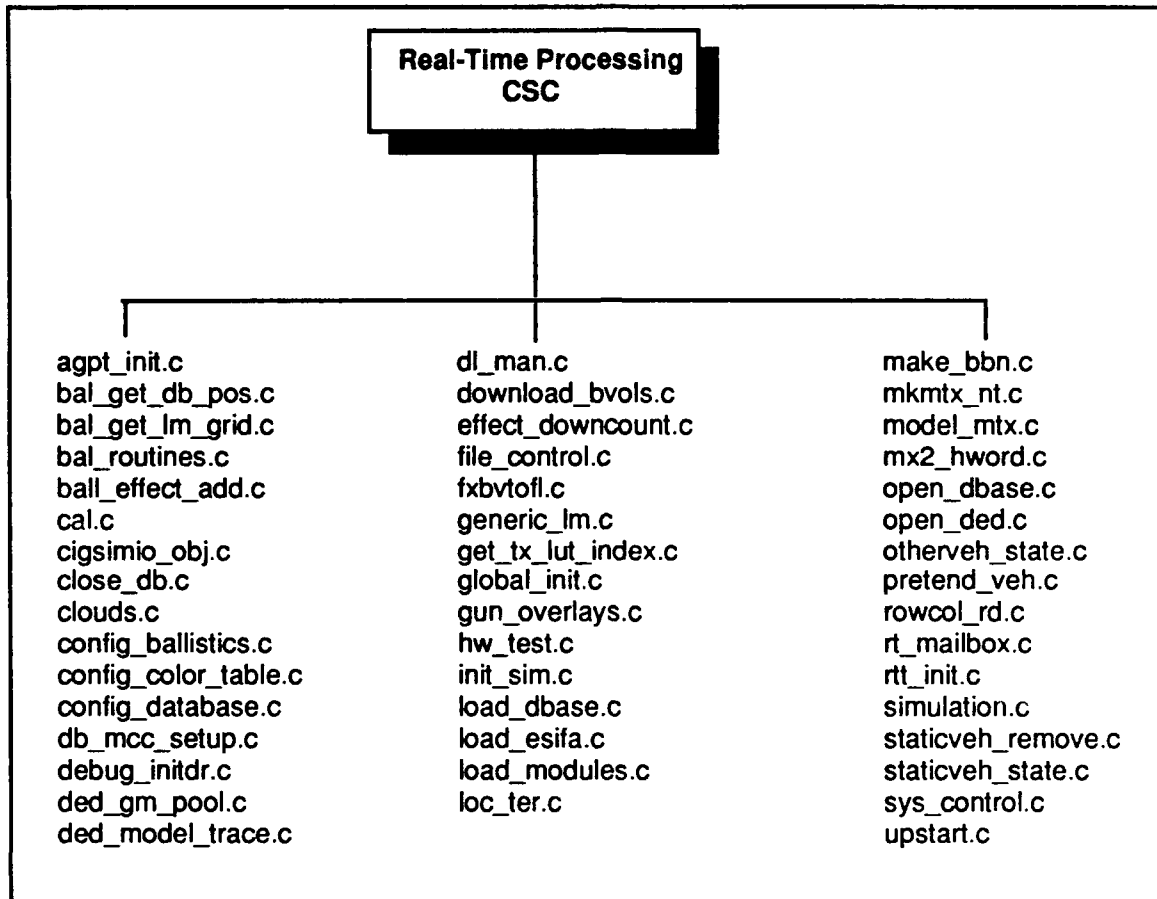 Real-Time Processing
CSC
agpt_init.c
bal_get_db_pos.c
bal_get_lm_grid.c
bal_routines.c
ball_effect_add.c
cal.c
cigsimio_obj.c
close_db.c
clouds.c
config_ballistics.c
config_color_table.c
config_database.c
db_mcc_setup.c
debug_initdr.c
ded_gm_pool.c
ded_model_trace.c
dl_man.c
download_bvols.c
effect_downcount.c
file_control.c
fxbvtofl.c
generic_lm.c
get_tx_lut_index.c
global_init.c
gun_overlays.c
hw_test.c
init_sim.c
load_dbase.c
load_esifa.c
load_modules.c
loc_ter.c
make_bbn.c
mkmtx_nt.c
model_mtx.c
mx2_hword.c
open_dbase.c
open_ded.c
otherveh_state.c
pretend_veh.c
rowcol_rd.c
rt_mailbox.c
rtt_init.c
simulation.c
staticveh_remove.c
staticveh_state.c
sys_control.c
upstart.c